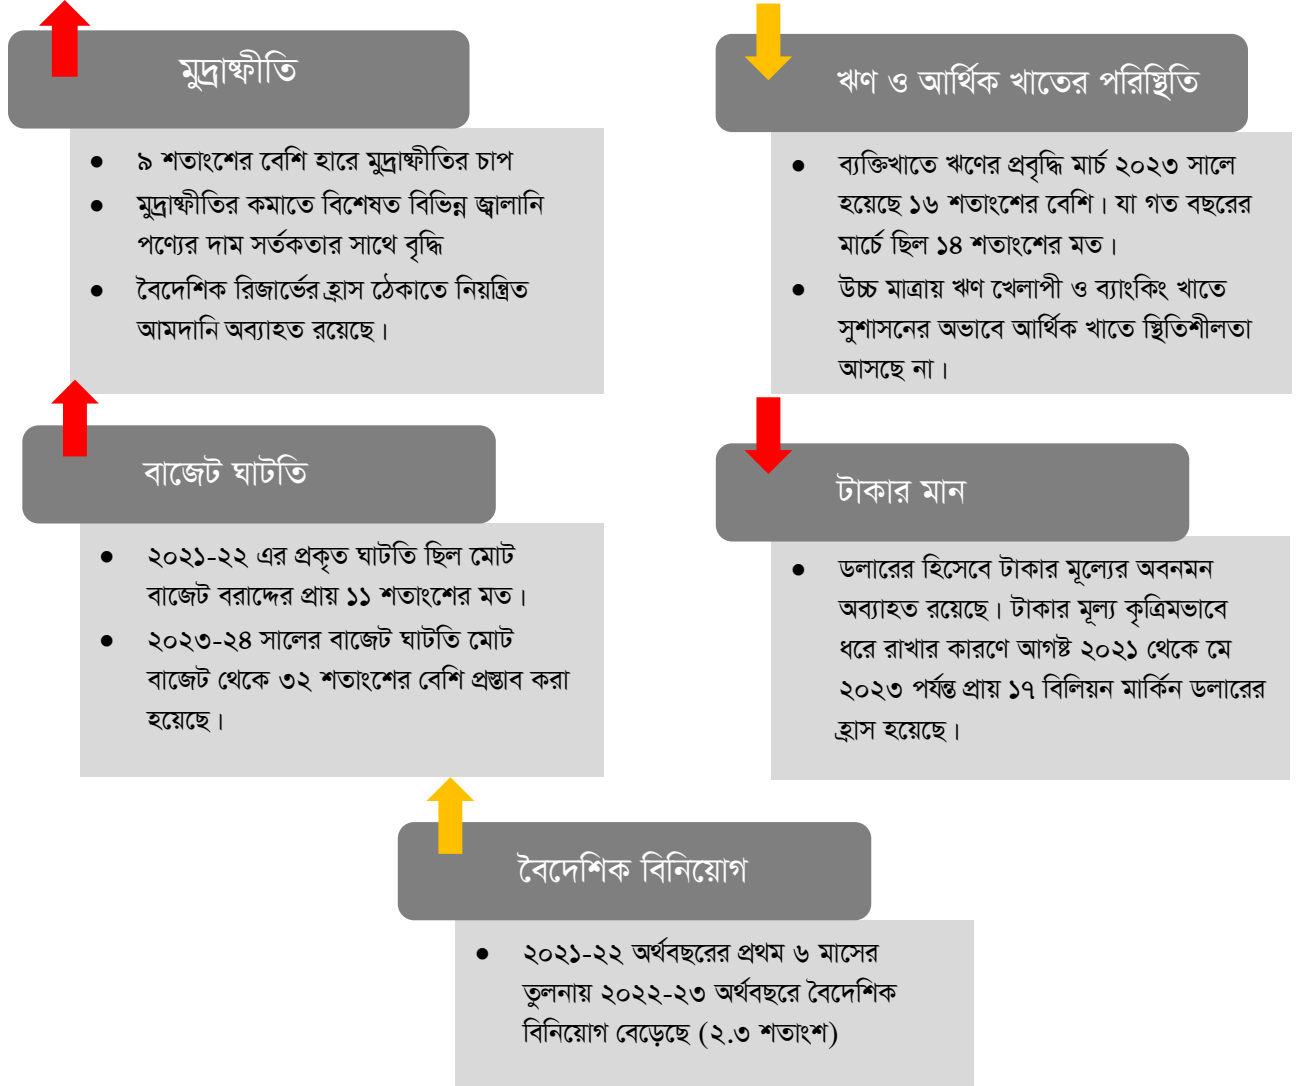 মুদ্রাষ্ফীতি
● ৯ শতাংশের বেশি হারে মুদ্রাষ্ফীতির চাপ
● মুদ্রাষ্ফীতির কমাতে বিশেষত বিভিন্ন জ্বালানি
পণ্যের দাম সর্তকতার সাথে বৃদ্ধি
● বৈদেশিক রিজার্ভের হ্রাস ঠেকাতে নিয়ন্ত্রিত
আমদানি অব্যাহত রয়েছে।
ঋণ ও আর্থিক খাতের পরিস্থিতি
● ব্যক্তিখাতে ঋণের প্রবৃদ্ধি মার্চ ২০২৩ সালে
হয়েছে ১৬ শতাংশের বেশি। যা গত বছরের
মার্চে ছিল ১৪ শতাংশের মত।
● উচ্চ মাত্রায় ঋণ খেলাপী ও ব্যাংকিং খাতে
সুশাসনের অভাবে আর্থিক খাতে স্থিতিশীলতা
আসছে না।
বাজেট ঘাটতি
● ২০২১-২২ এর প্রকৃত ঘাটতি ছিল মোট
বাজেট বরাদ্দের প্রায় ১১ শতাংশের মত।
● ২০২৩-২৪ সালের বাজেট ঘাটতি মোট
বাজেট থেকে ৩২ শতাংশের বেশি প্রস্তাব করা
হয়েছে।
টাকার মান
● ডলারের হিসেবে টাকার মূল্যের অবনমন
অব্যাহত রয়েছে। টাকার মূল্য কৃত্রিমভাবে
ধরে রাখার কারণে আগষ্ট ২০২১ থেকে মে
২০২৩ পর্যন্ত প্রায় ১৭ বিলিয়ন মার্কিন ডলারের
হ্রাস হয়েছে।
বৈদেশিক বিনিয়োগ
● ২০২১-২২ অর্থবছরের প্রথম ৬ মাসের
তুলনায় ২০২২-২৩ অর্থবছরে বৈদেশিক
বিনিয়োগ বেড়েছে (২.৩ শতাংশ)